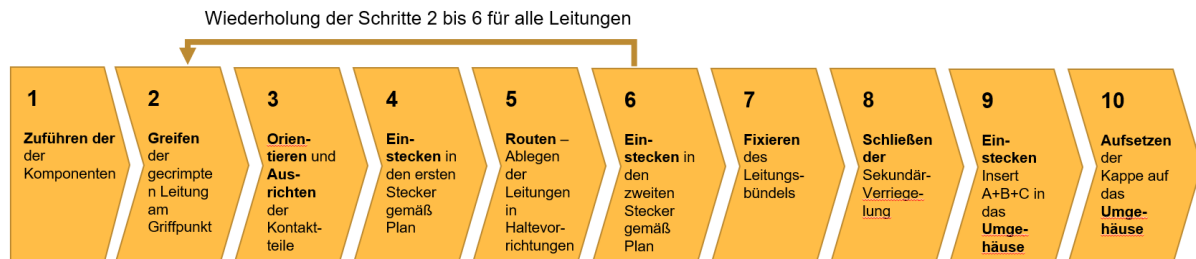 Wiederholung der Schritte 2 bis 6 für alle Leitungen
1
Zuführen der
der
Komponenten
2
Greifen
der
gecrimpte
n Leitung
am
Griffpunkt
3
Orien-
tieren und
Aus-
richten
der
Kontakt-
teile
4
Ein-
stecken in
den ersten
Stecker
gemäß
Plan
5
Routen –
Ablegen
der
Leitungen
in
Haltevor-
richtungen
6
Ein-
stecken in
den
zweiten
Stecker
gemäß
Plan
7
Fixieren
des
Leitungs-
bündels
8
Schließen
der
Sekundär-
Verriege-
lung
9
Ein-
stecken
Insert
A+B+C in
das
Umge-
häuse
10
Aufsetzen
der
Kappe auf
das
Umge-
häuse